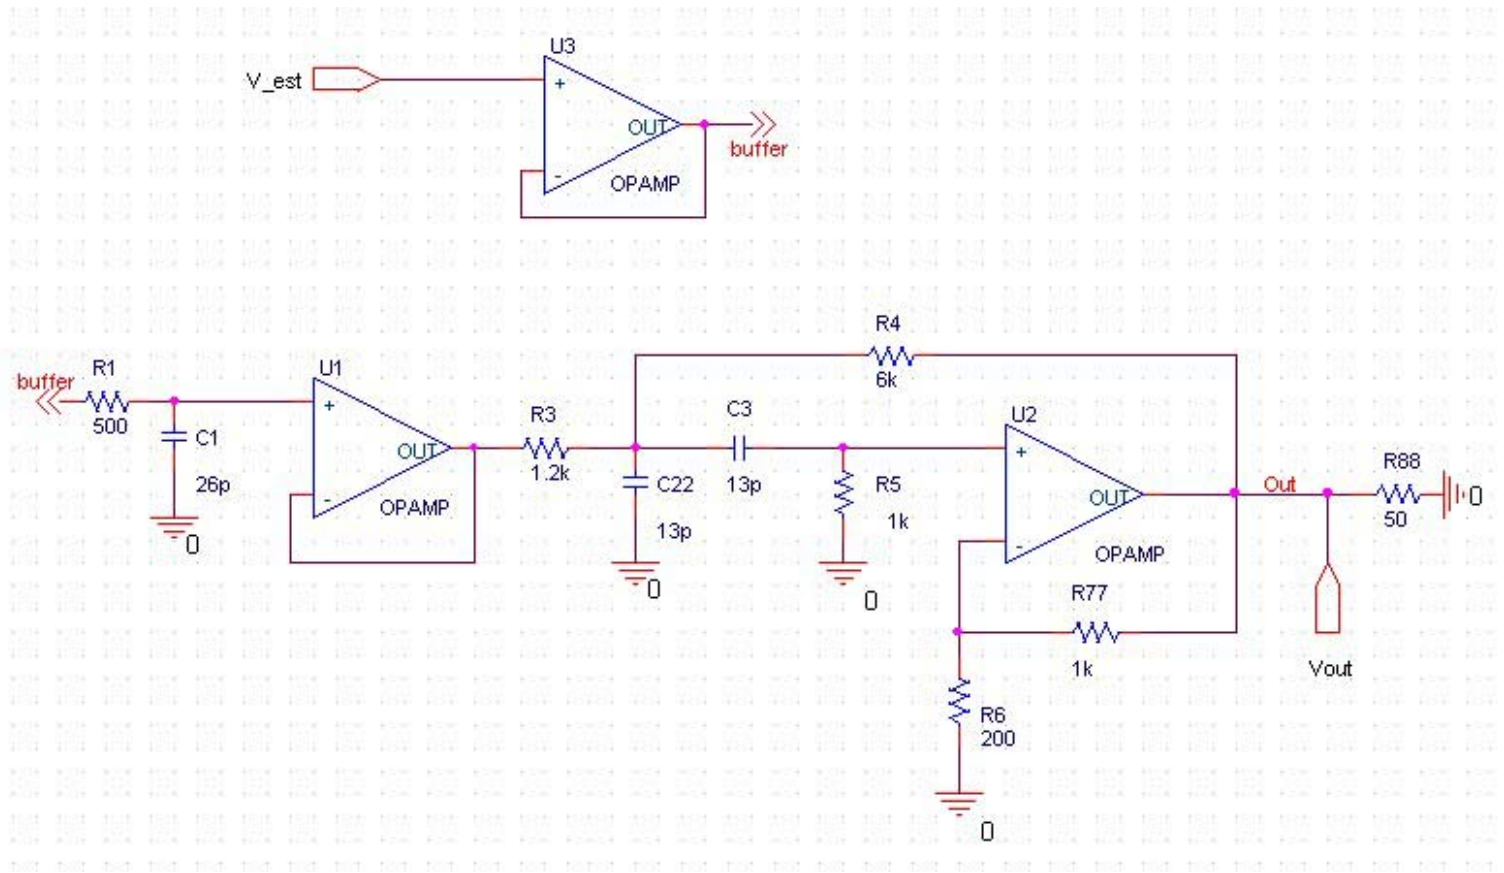 U3
V_est
+
OUT
buffer
-
OPAMP
R4
6k
buffer
R1
500
C1
26p
0
U1
+
OUT
-
OPAMP
R3
1.2k
C22
13p
0
C3
13p
R5
1k
0
U2
+
OUT
-
OPAMP
Out
R88
50
0
R77
1k
Vout
R6
200
0